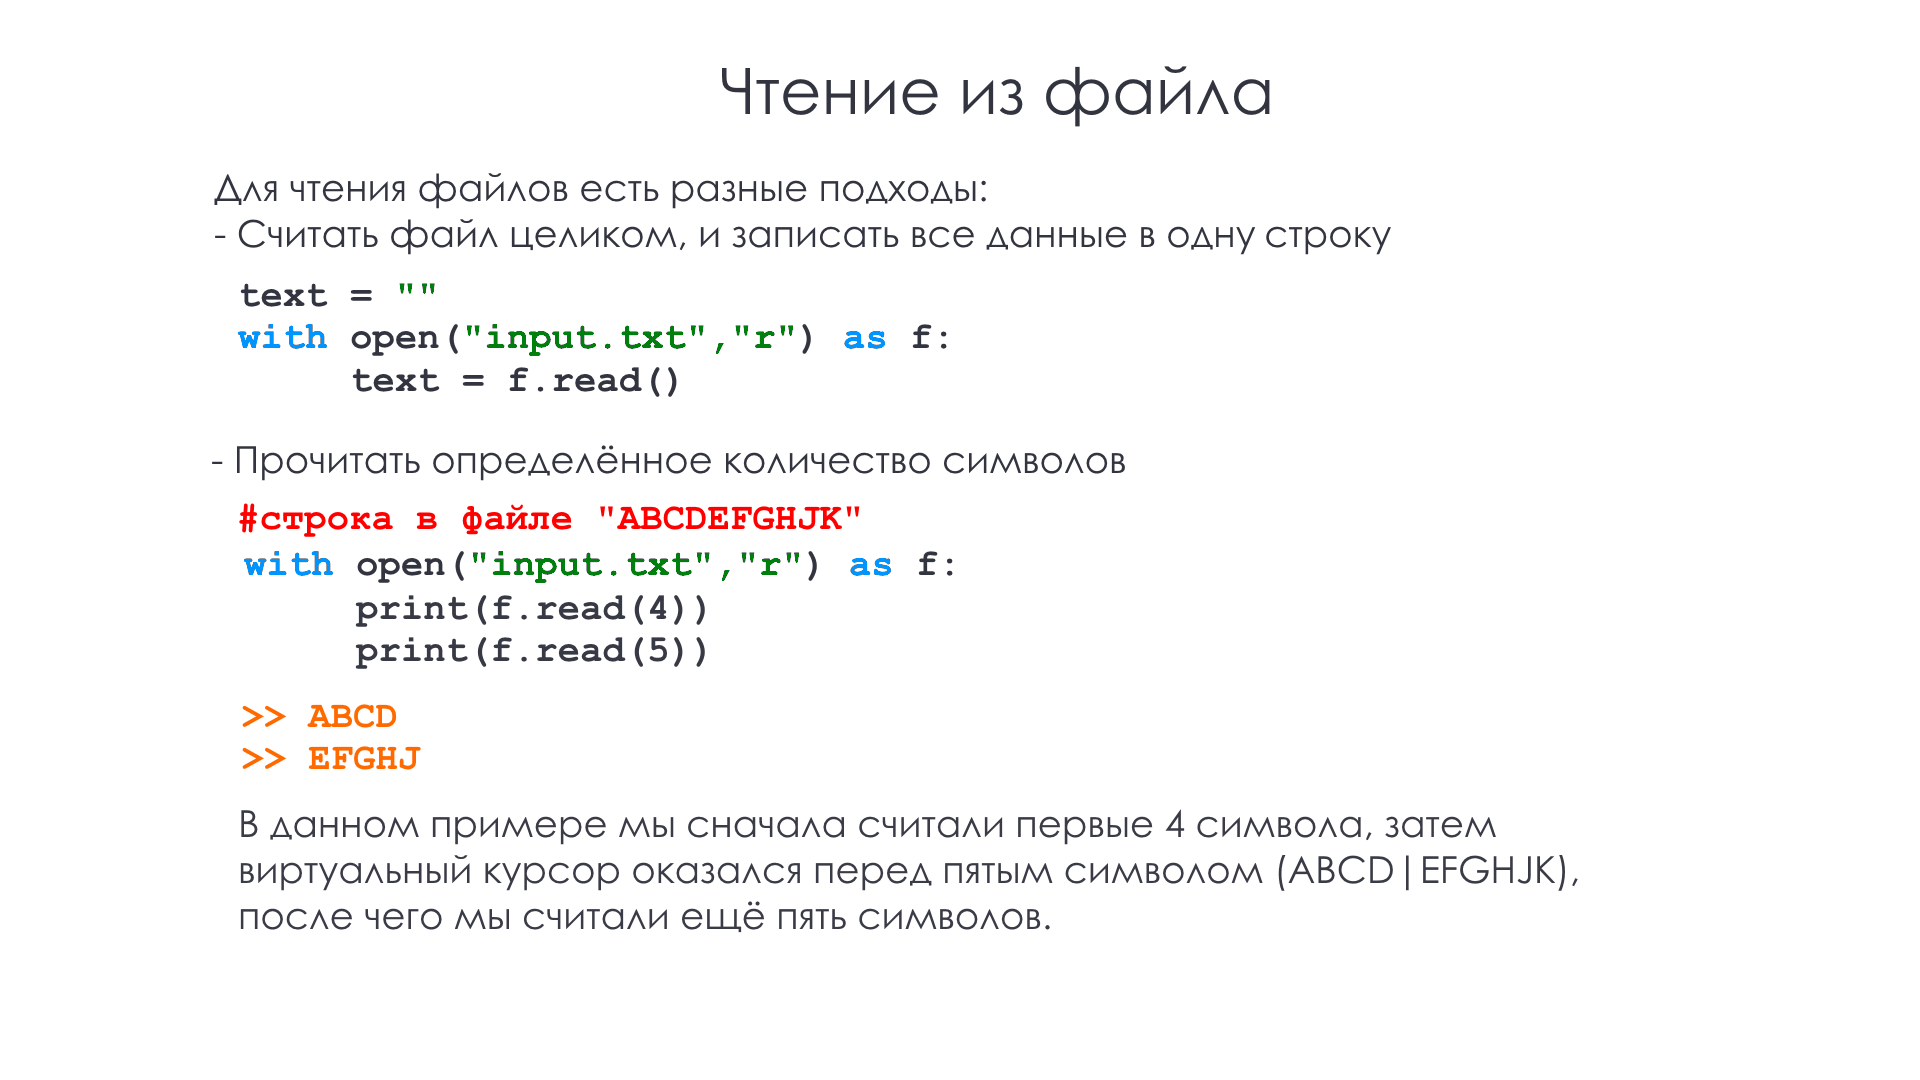 Чтение из файла
Для чтения файлов есть разные подходы:
- Считать файл целиком, и записать все данные в одну строку
text = ""
with open("input.txt","r") as f:
     text = f.read()
- Прочитать определённое количество символов
#строка в файле "ABCDEFGHJK"
with open("input.txt","r") as f:
     print(f.read(4))
     print(f.read(5))
>> ABCD
>> EFGHJ
В данном примере мы сначала считали первые 4 символа, затем
виртуальный курсор оказался перед пятым символом (ABCD|EFGHJK),
после чего мы считали ещё пять символов.